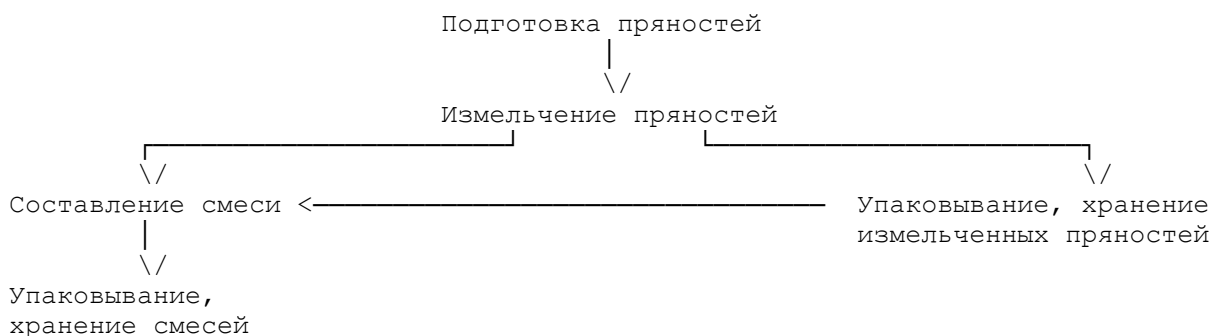 Подготовка пряностей
Измельчение пряностей
Составление смеси
Упаковывание, хранение
измельченных пряностей
Упаковывание,
хранение смесей